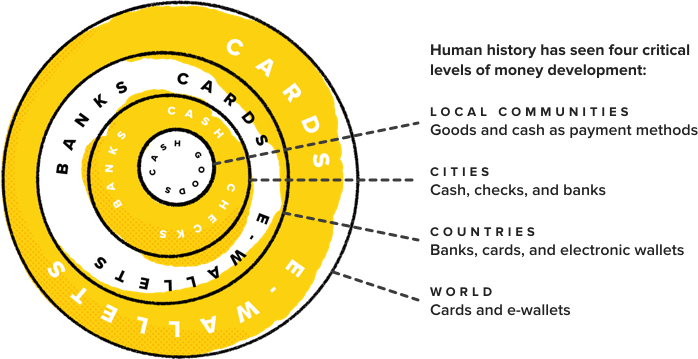 CARDS
E-WALLETS
BANKS CARDS
E-WALLETS
CASH
BANKS
CHECKS
CASH GOODS
Human history has seen four critical
levels of money development:
LOCAL COMMUNITIES
Goods and cash as payment methods
CITIES
Cash, checks, and banks
COUNTRIES
Banks, cards, and electronic wallets
WORLD
Cards and e-wallets